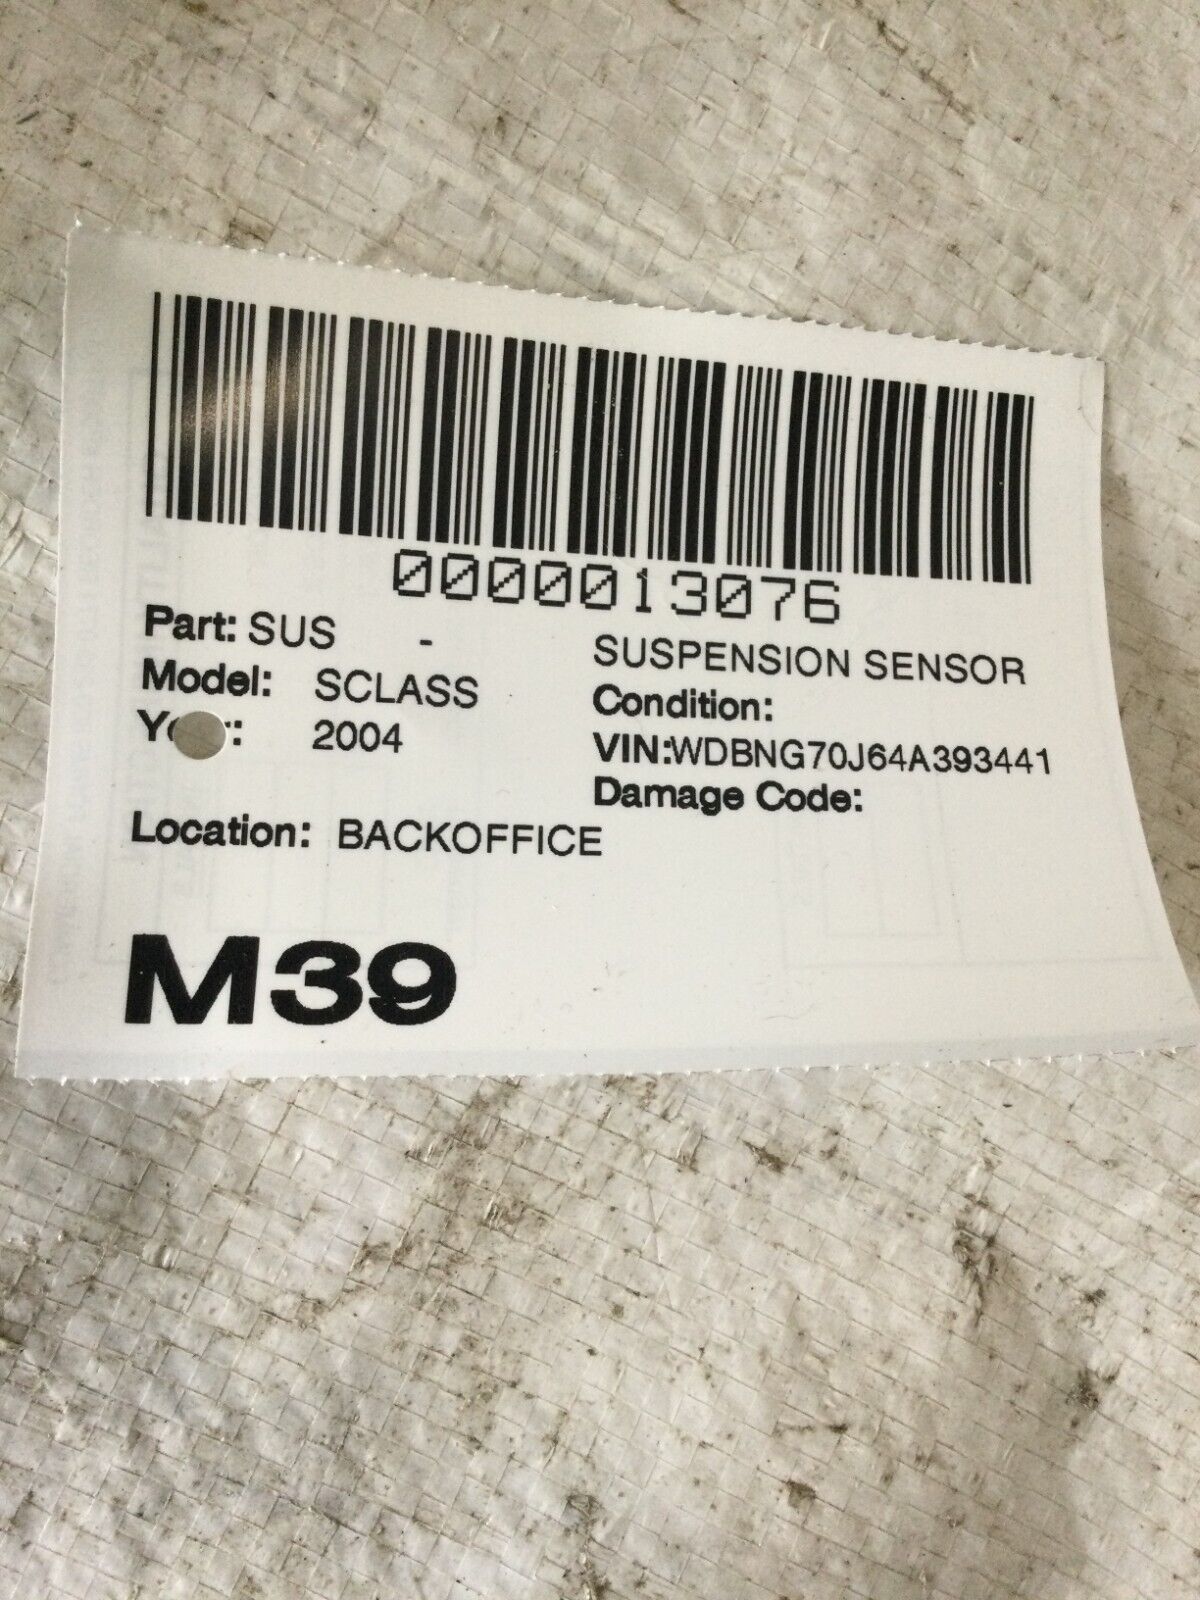 0000013076
Part: SUS - SUSPENSION SENSOR
Model: SCLASS Condition:
2004 VIN:WDBNG70J64A393441
Damage Code:
Location: BACKOFFICE
M39